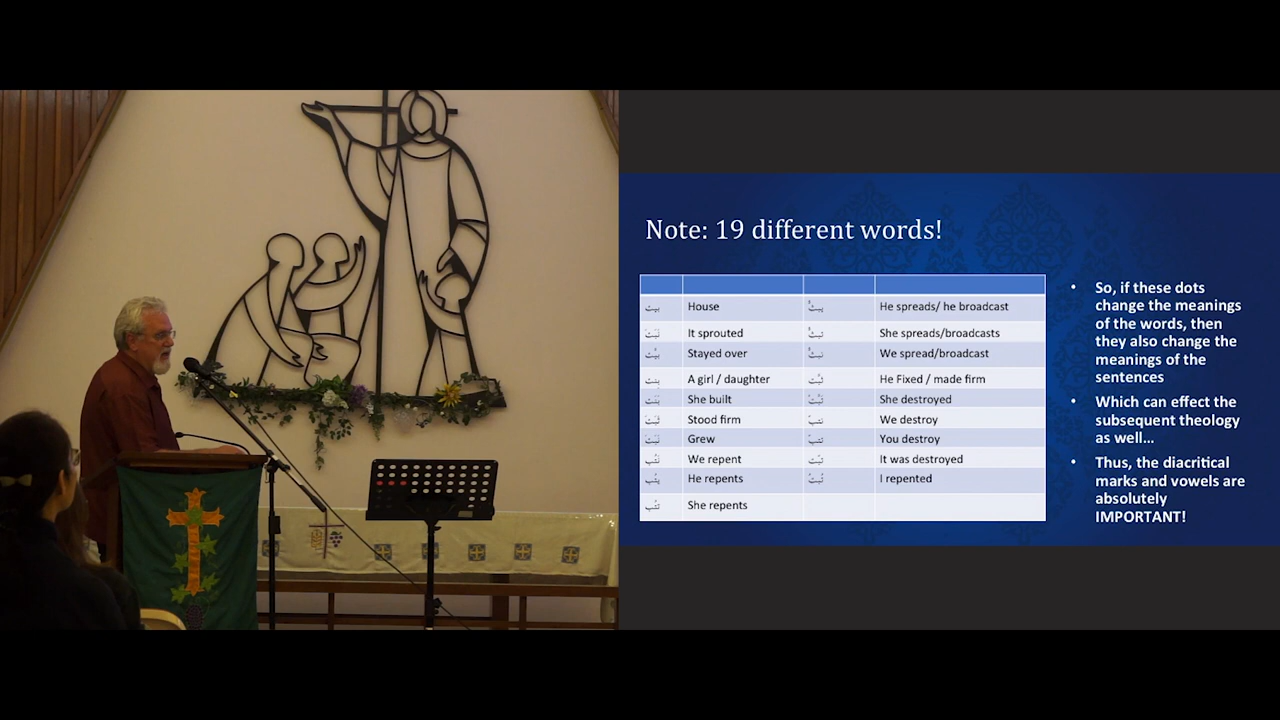 Note: 19 different words!
بيت House He spreads/ he broadcast
It sprouted She spreads/broadcasts
Stayed over We spread/broadcast
بنت A girl / daughter He Fixed / made firm
She built She destroyed
Stood firm We destroy
Grew You destroy
We repent It was destroyed
He repents I repented
She repents
• So, if these dots
change the meanings
of the words, then
they also change the
meanings of the
sentences
• Which can effect the
subsequent theology
as well...
• Thus, the diacritical
marks and vowels are
absolutely
IMPORTANT!